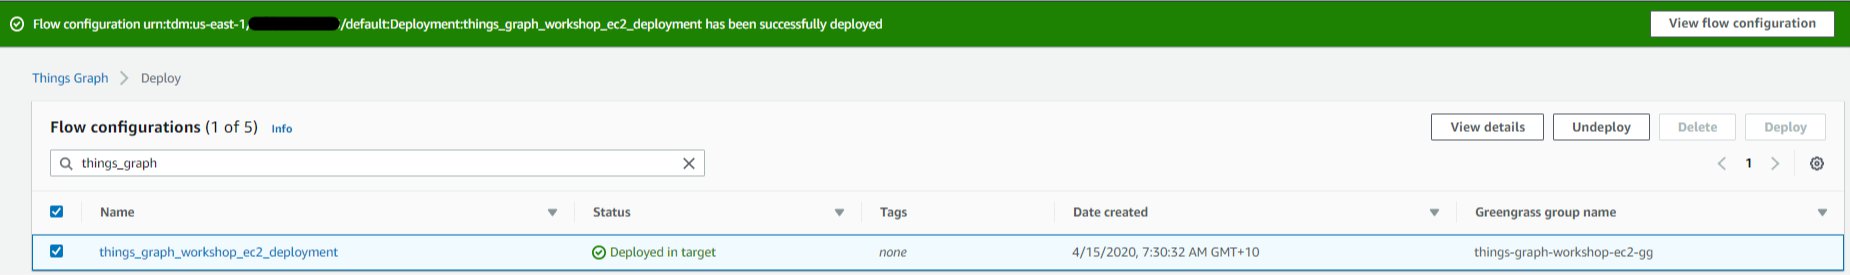 Flow configuration urn:tdm:us-east-1, /default:Deployment:things_graph_workshop_ec2_deployment has been successfully deployed
View flow configuration
Things Graph > Deploy
Flow configurations (1 of 5) Info
View details Undeploy Delete Deploy
things_graph
< 1 >
Name Status Tags Date created Greengrass group name
things_graph_workshop_ec2_deployment Deployed in target none 4/15/2020, 7:30:32 AM GMT+10 things-graph-workshop-ec2-gg